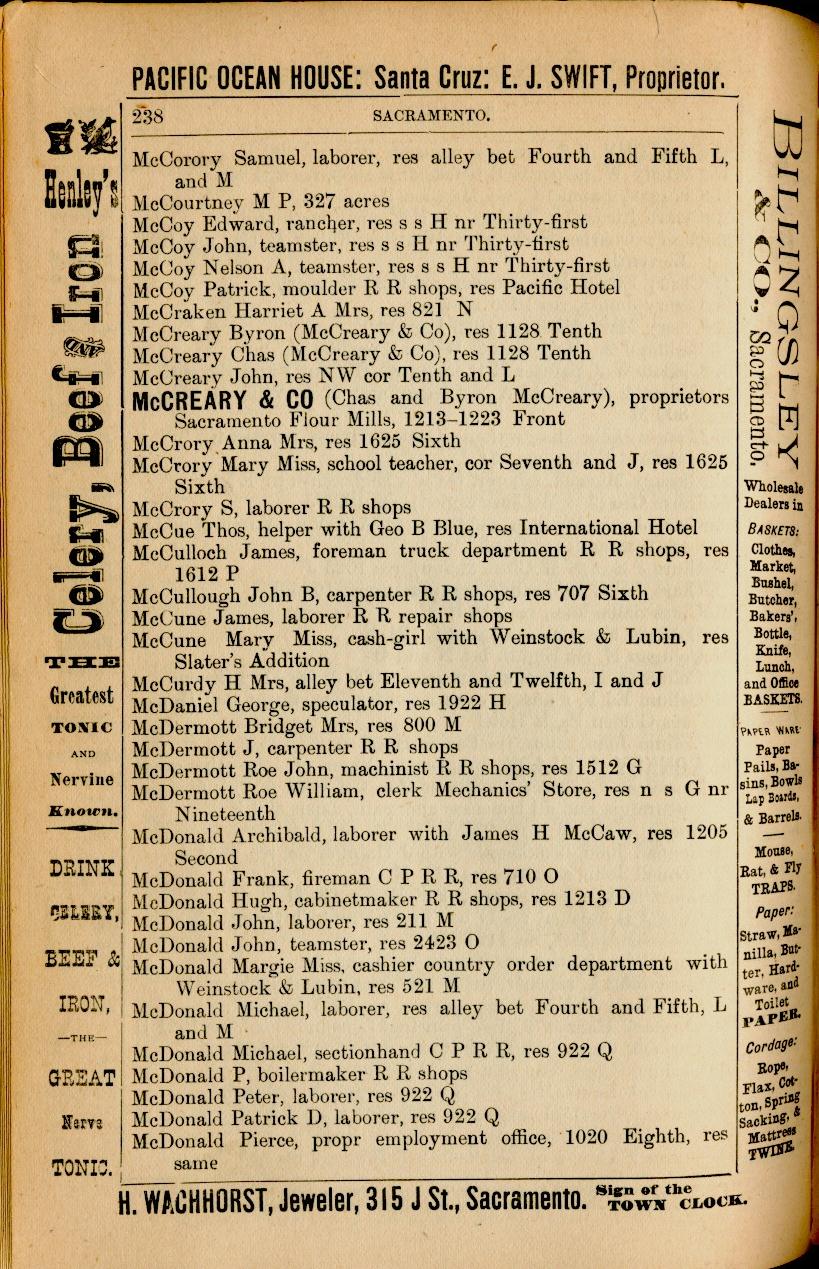 PACIFIC OCEAN HOUSE: Santa Cruz: E. J. SWIFT, Proprietor.
238
SACRAMENTO.
McCorory Samuel, laborer, res alley bet Fourth and Fifth L,
and M
McCourtney M P, 327 acres
McCoy Edward, rancher, res s s H nr Thirty-first
McCoy John, teamster, res s s H nr Thirty-first
McCoy Nelson A, teamster, res s s H nr Thirty-first
McCoy Patrick, moulder R R shops, res Pacific Hotel
McCraken Harriet A Mrs, res 821 N
McCreary Byron (McCreary & Co), res 1128 Tenth
McCreary Chas (McCreary & Co), res 1128 Tenth
McCreary John, res NW cor Tenth and L
McCREARY & CO (Chas and Byron McCreary), proprietors
Sacramento Flour Mills, 1213–1223 Front
McCrory Anna Mrs, res 1625 Sixth
McCrory Mary Miss, school teacher, cor Seventh and J, res 1625
Sixth
McCrory S, laborer R R shops
McCue Thos, helper with Geo B Blue, res International Hotel
McCulloch James, foreman truck department R R shops, res
1612 P
McCullough John B, carpenter R R shops, res 707 Sixth
McCune James, laborer R R repair shops
McCune Mary Miss, cash-girl with Weinstock & Lubin, res
Slater's Addition
McCurdy H Mrs, alley bet Eleventh and Twelfth, I and J
McDaniel George, speculator, res 1922 H
McDermott Bridget Mrs, res 800 M
McDermott J, carpenter R R shops
McDermott Roe John, machinist R R shops, res 1512 G
McDermott Roe William, clerk Mechanics' Store, res n s G nr
Nineteenth
McDonald Archibald, laborer with James H McCaw, res 1205
Second
McDonald Frank, fireman C P R R, res 710 O
McDonald Hugh, cabinetmaker R R shops, res 1213 D
McDonald John, laborer, res 211 M
McDonald John, teamster, res 2423 O
McDonald Margie Miss, cashier country order department with
Weinstock & Lubin, res 521 M
McDonald Michael, laborer, res alley bet Fourth and Fifth, L
and M
McDonald Michael, sectionhand C P R R, res 922 Q
McDonald P, boilermaker R R shops
McDonald Peter, laborer, res 922 Q
McDonald Patrick D, laborer, res 922 Q
McDonald Pierce, propr employment office, 1020 Eighth, res
same
Henley's
Celery, Beef AND Iron
THE
Greatest
TONIC
AND
Nervine
Known.
DRINK
CELERY,
BEEF &
IRON,
—THE—
GREAT
Nerve
TONIC.
BILLINGSLEY
& CO., Sacramento.
Wholesale
Dealers in
BASKETS:
Clothes,
Market,
Bushel,
Butcher,
Bakers',
Bottle,
Knife,
Lunch,
and Office
BASKETS.
PAPER WARE:
Paper
Pails, Ba-
sins, Bowls
Lap Boards,
& Barrels.
Mouse,
Rat, & Fly
TRAPS.
Paper:
Straw, Ma-
nilla, But-
ter, Hard-
ware, and
Toilet
PAPER.
Cordage:
Rope,
Flax, Cot-
ton, Spring
Sacking, &
Mattress
TWINE.
H. WACHHORST, Jeweler, 315 J St., Sacramento. Sign of the
TOWN CLOCK.